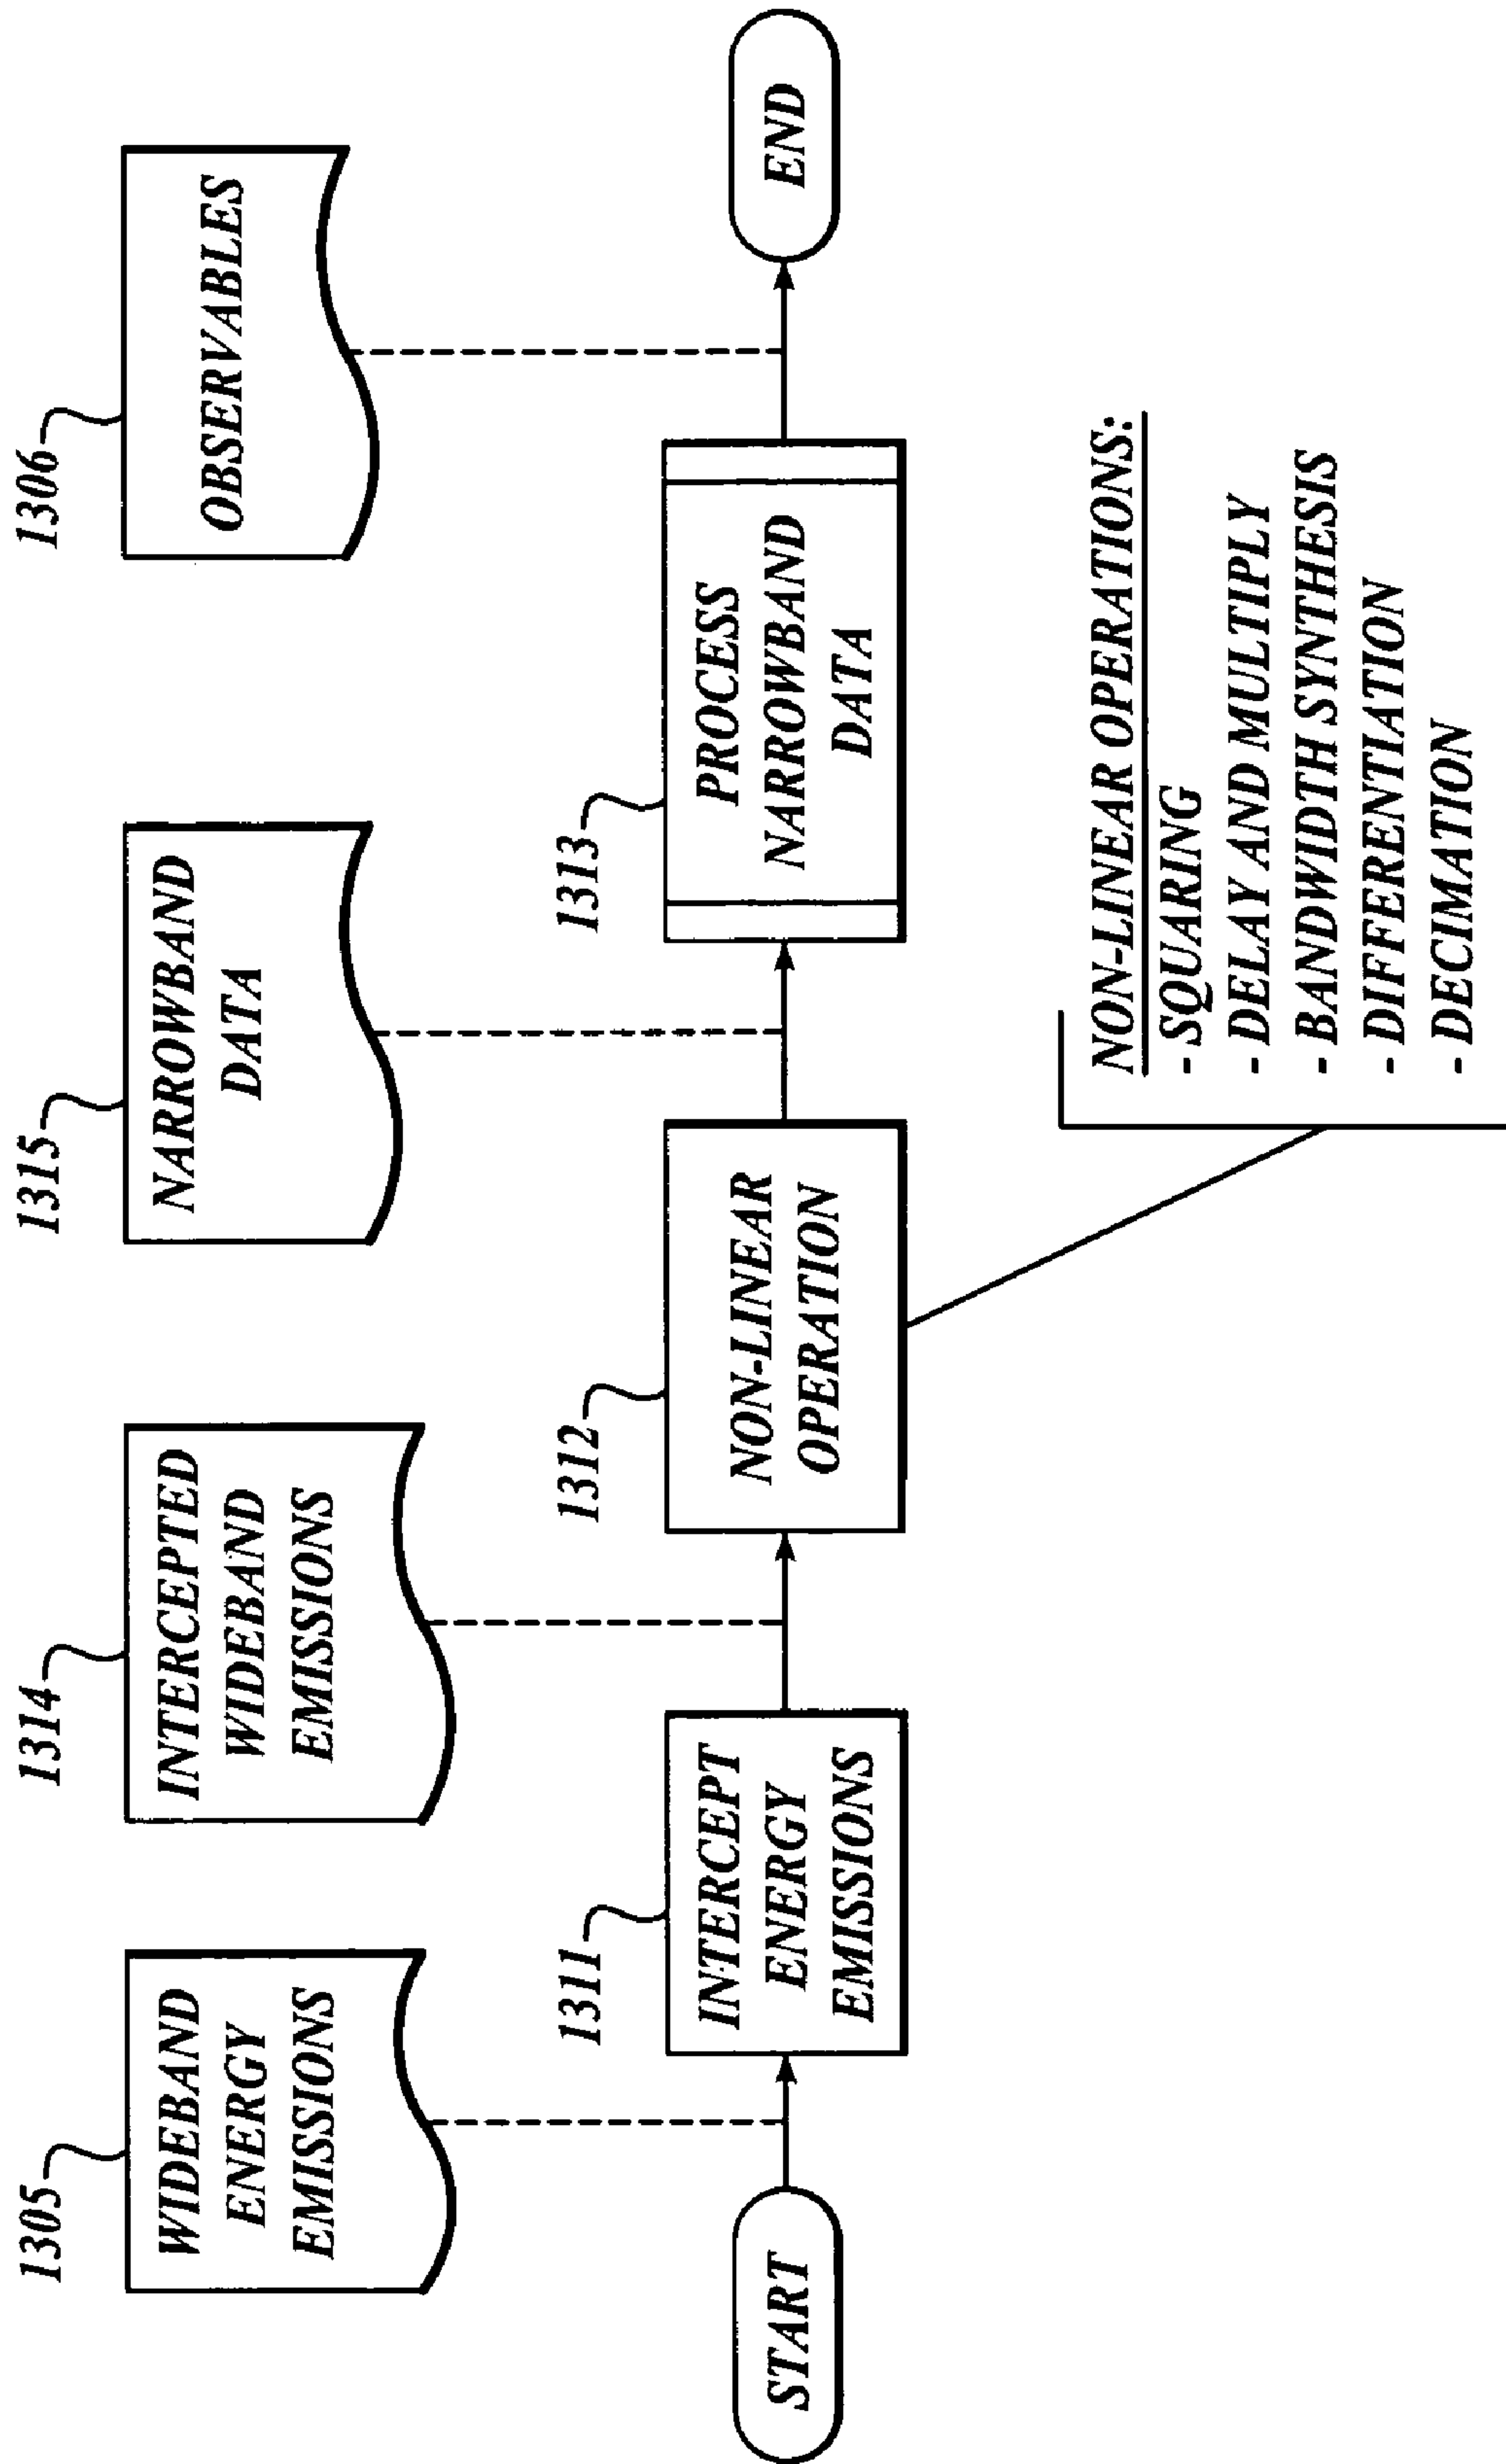 1305
WIDEBAND
ENERGY
EMISSIONS
1314
INTERCEPTED
WIDEBAND
EMISSIONS
1315
NARROWBAND
DATA
1306
OBSERVABLES
START
1311
INTERCEPT
ENERGY
EMISSIONS
1312
NON-LINEAR
OPERATION
1313
PROCESS
NARROWBAND
DATA
END
NON-LINEAR OPERATIONS:
- SQUARING
- DELAY AND MULTIPLY
- BANDWIDTH SYNTHESIS
- DIFFERENTIATION
- DECIMATION